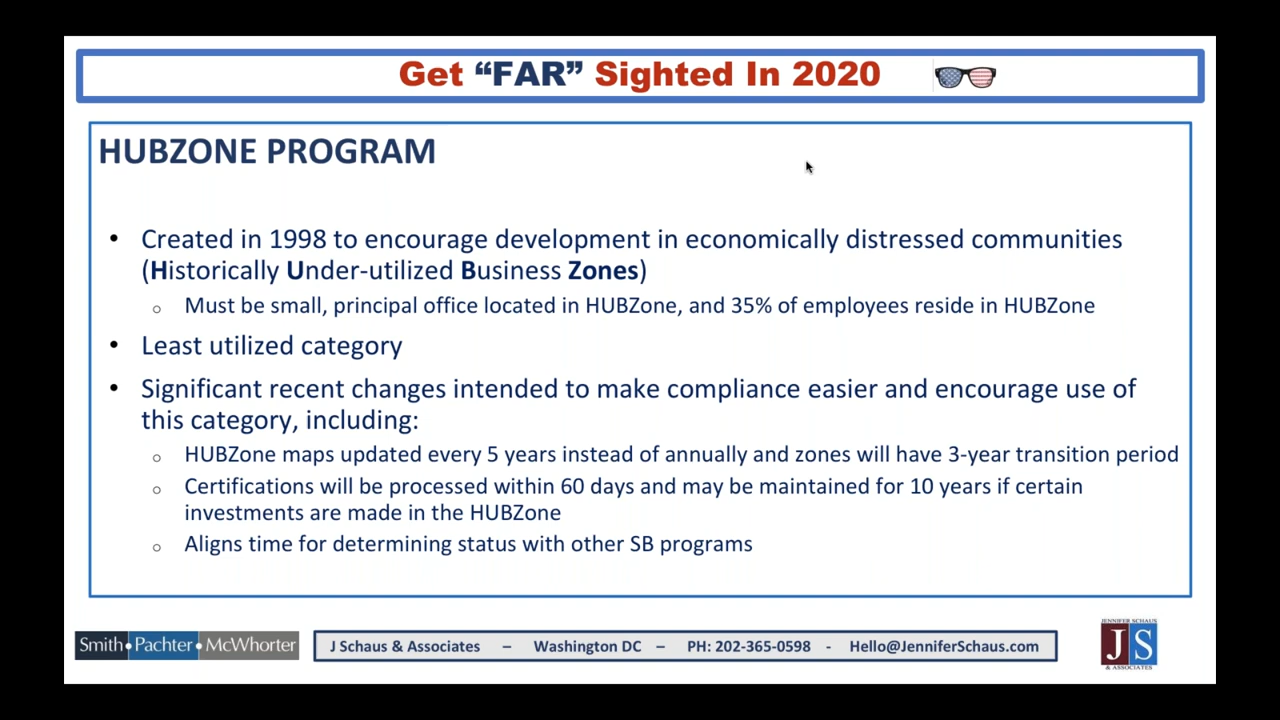 Get “FAR” Sighted In 2020
HUBZONE PROGRAM
• Created in 1998 to encourage development in economically distressed communities
(Historically Under-utilized Business Zones)
o Must be small, principal office located in HUBZone, and 35% of employees reside in HUBZone
• Least utilized category
• Significant recent changes intended to make compliance easier and encourage use of
this category, including:
o HUBZone maps updated every 5 years instead of annually and zones will have 3-year transition period
o Certifications will be processed within 60 days and may be maintained for 10 years if certain
investments are made in the HUBZone
o Aligns time for determining status with other SB programs
Smith•Pachter•McWhorter
J Schaus & Associates – Washington DC – PH: 202-365-0598 - Hello@JenniferSchaus.com
JENNIFER SCHAUS
JS
& ASSOCIATES